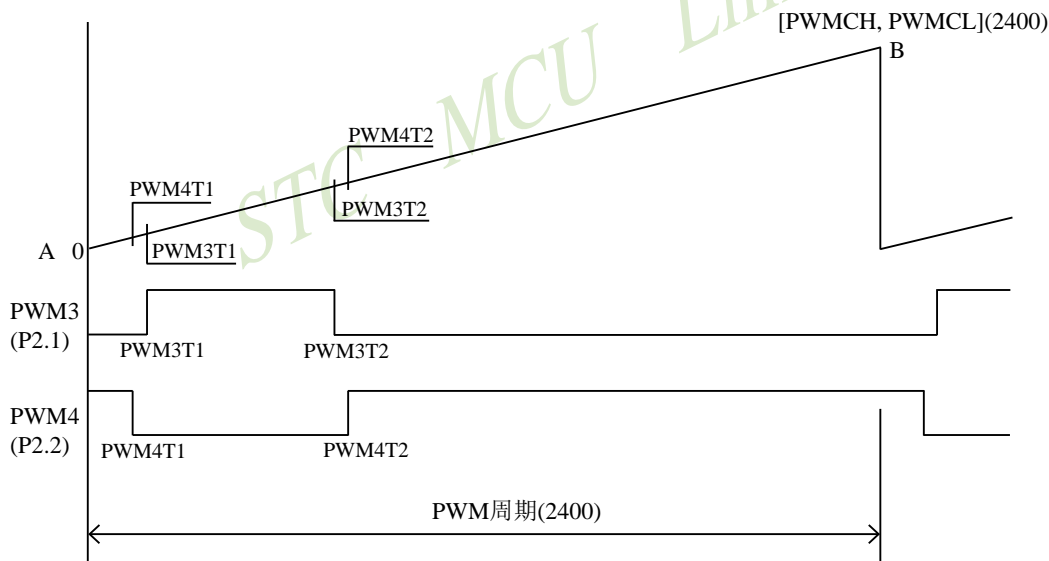 [PWMCH, PWMCL](2400)
B
STC MCU Lim
PWM4T2
PWM4T1
PWM3T2
A 0
PWM3T1
PWM3
(P2.1)
PWM3T1
PWM3T2
PWM4
(P2.2)
PWM4T1
PWM4T2
PWM周期(2400)